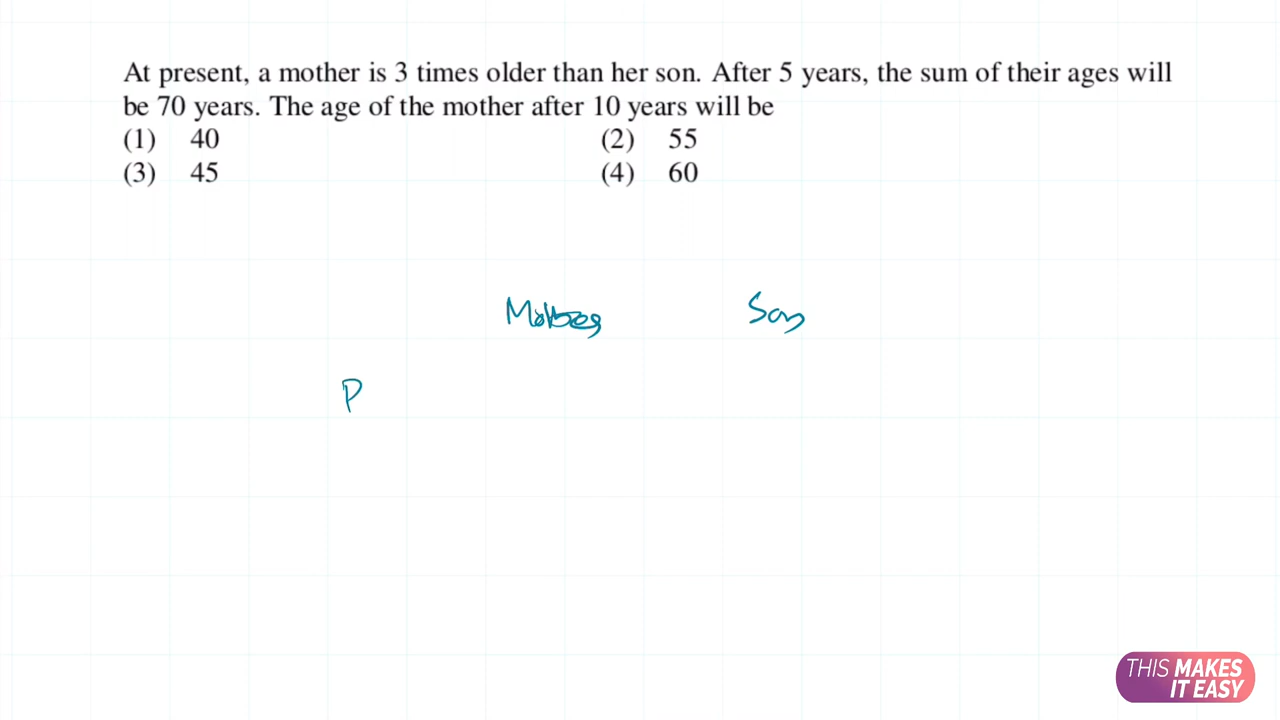 At present, a mother is 3 times older than her son. After 5 years, the sum of their ages will
be 70 years. The age of the mother after 10 years will be
(1) 40 (2) 55
(3) 45 (4) 60
Mother Son
P
THIS MAKES
IT EASY